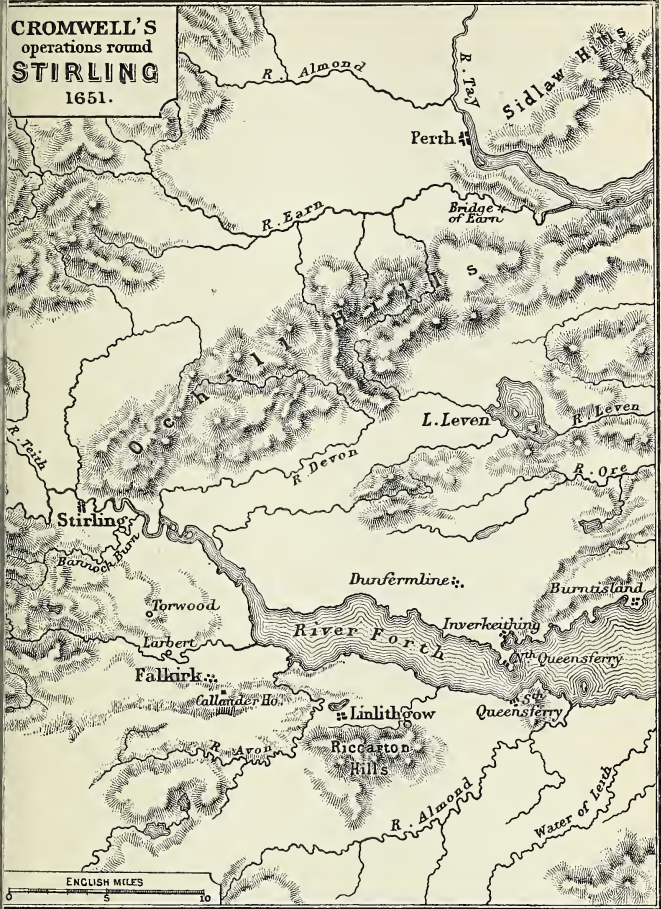 CROMWELL'S
operations round
STIRLING
1651.
R. Almond
R. Tay
Sidlaw Hills
Perth
R. Earn
Bridge
of Earn
Ochill Hills
L. Leven
R. Leven
R. Teith
R. Devon
R. Ore
Stirling
Bannock Burn
Dunfermline
Burntisland
Torwood
River Forth
Inverkeithing
Larbert
Nth Queensferry
Falkirk
Callander Ho.
Sth
Queensferry
Linlithgow
R. Avon
Riccarton
Hills
R. Almond
Water of Leith
ENGLISH MILES
0 5 10